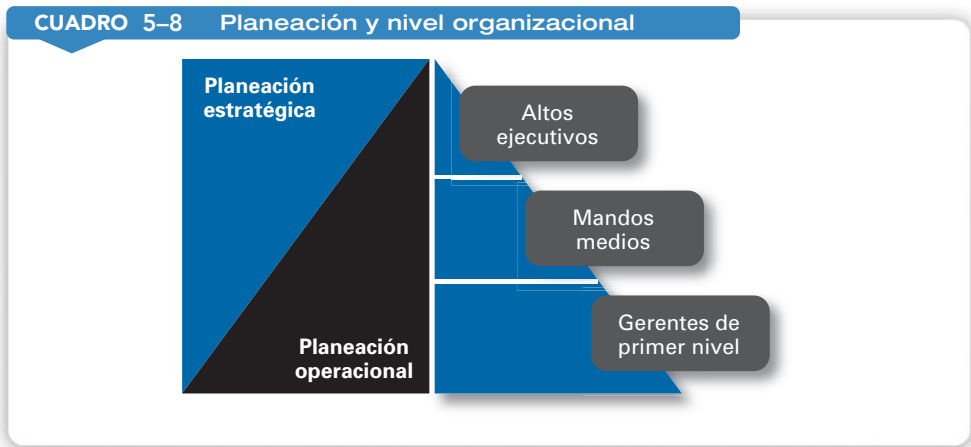 CUADRO 5–8 Planeación y nivel organizacional
Planeación
estratégica
Altos
ejecutivos
Mandos
medios
Gerentes de
primer nivel
Planeación
operacional